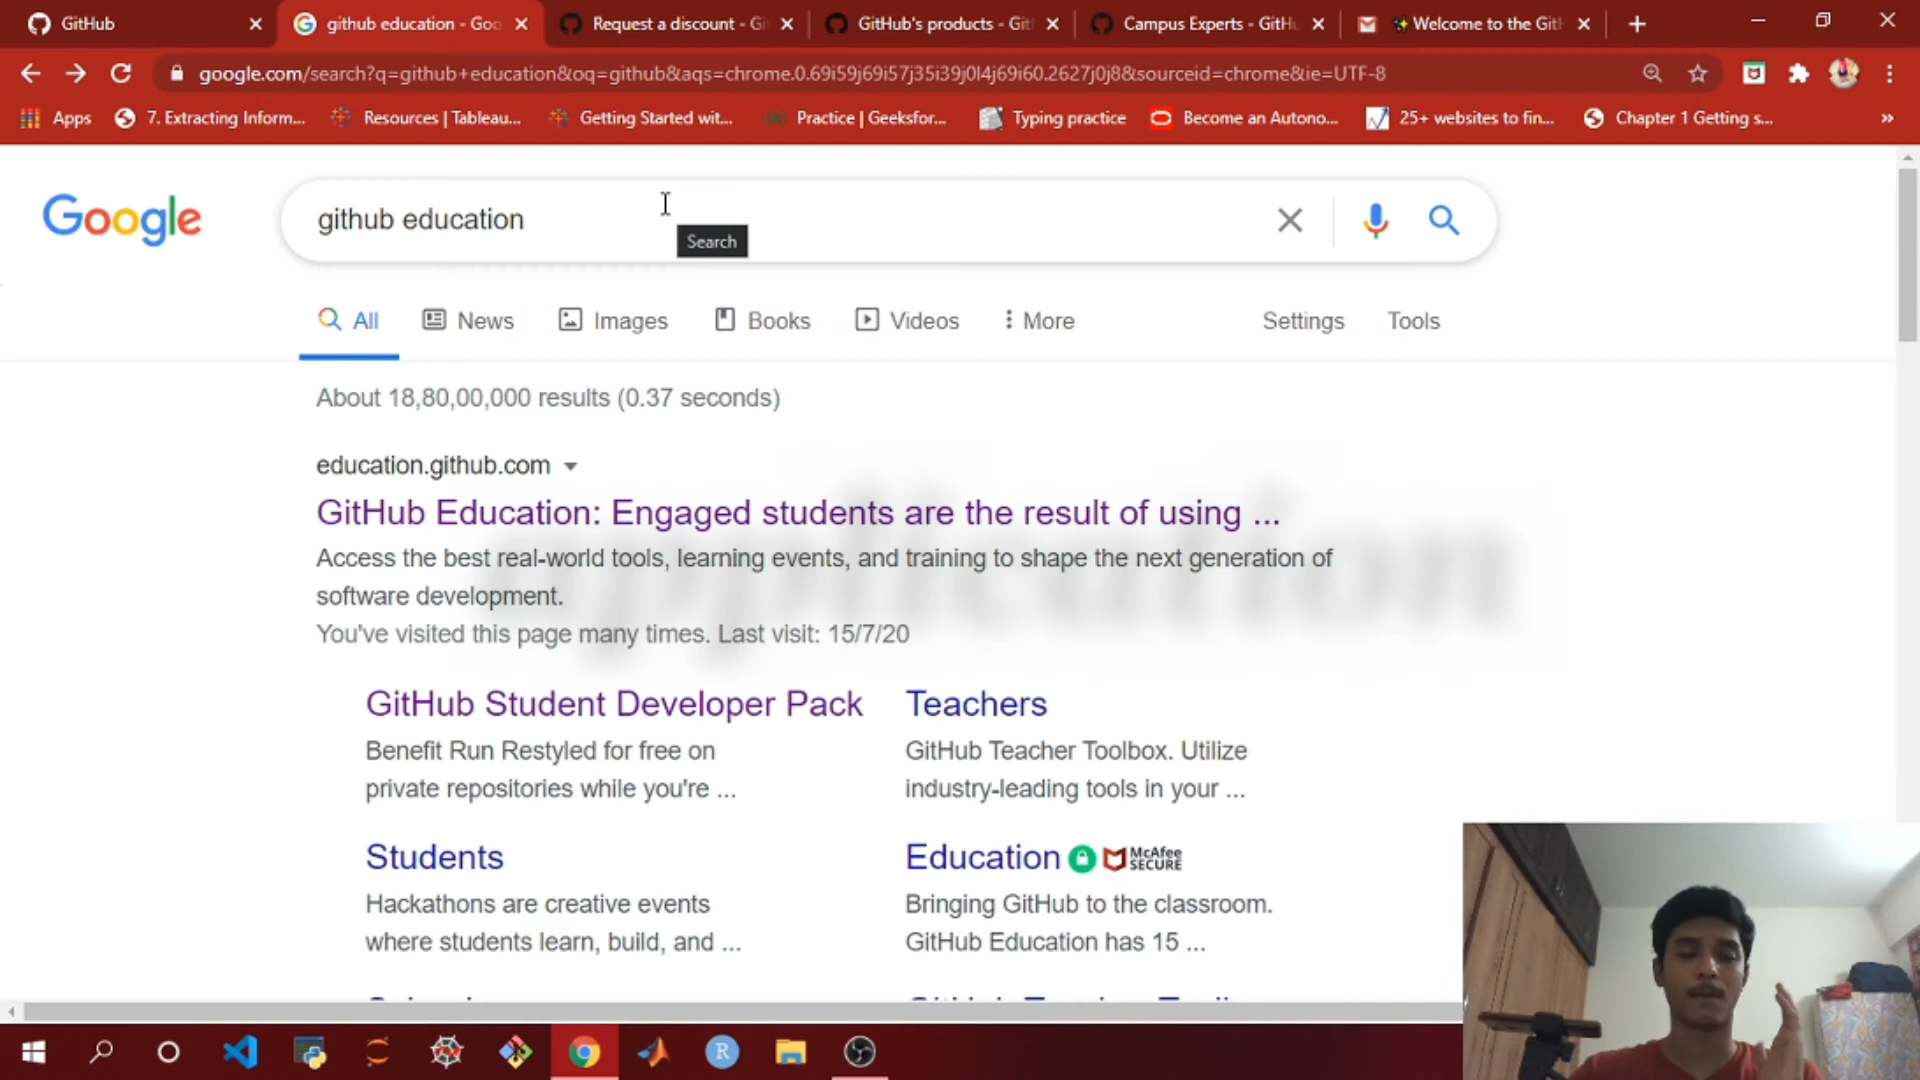 GitHub
github education - Goo
Request a discount - Gi
GitHub's products - Git
Campus Experts - GitHu
Welcome to the Git
google.com/search?q=github+education&oq=github&aqs=chrome.0.69i59j69i57j35i39j0l4j69i60.2627j0j8&sourceid=chrome&ie=UTF-8
Apps
7. Extracting Inform...
Resources | Tableau...
Getting Started wit...
Practice | Geeksfor...
Typing practice
Become an Autono...
25+ websites to fin...
Chapter 1 Getting s...
»
Google
github education
Search
All
News
Images
Books
Videos
More
Settings
Tools
About 18,80,00,000 results (0.37 seconds)
education.github.com
GitHub Education: Engaged students are the result of using ...
Access the best real-world tools, learning events, and training to shape the next generation of
software development.
You've visited this page many times. Last visit: 15/7/20
application
GitHub Student Developer Pack
Benefit Run Restyled for free on
private repositories while you're ...
Teachers
GitHub Teacher Toolbox. Utilize
industry-leading tools in your ...
Students
Hackathons are creative events
where students learn, build, and ...
Education
McAfee
SECURE
Bringing GitHub to the classroom.
GitHub Education has 15 ...